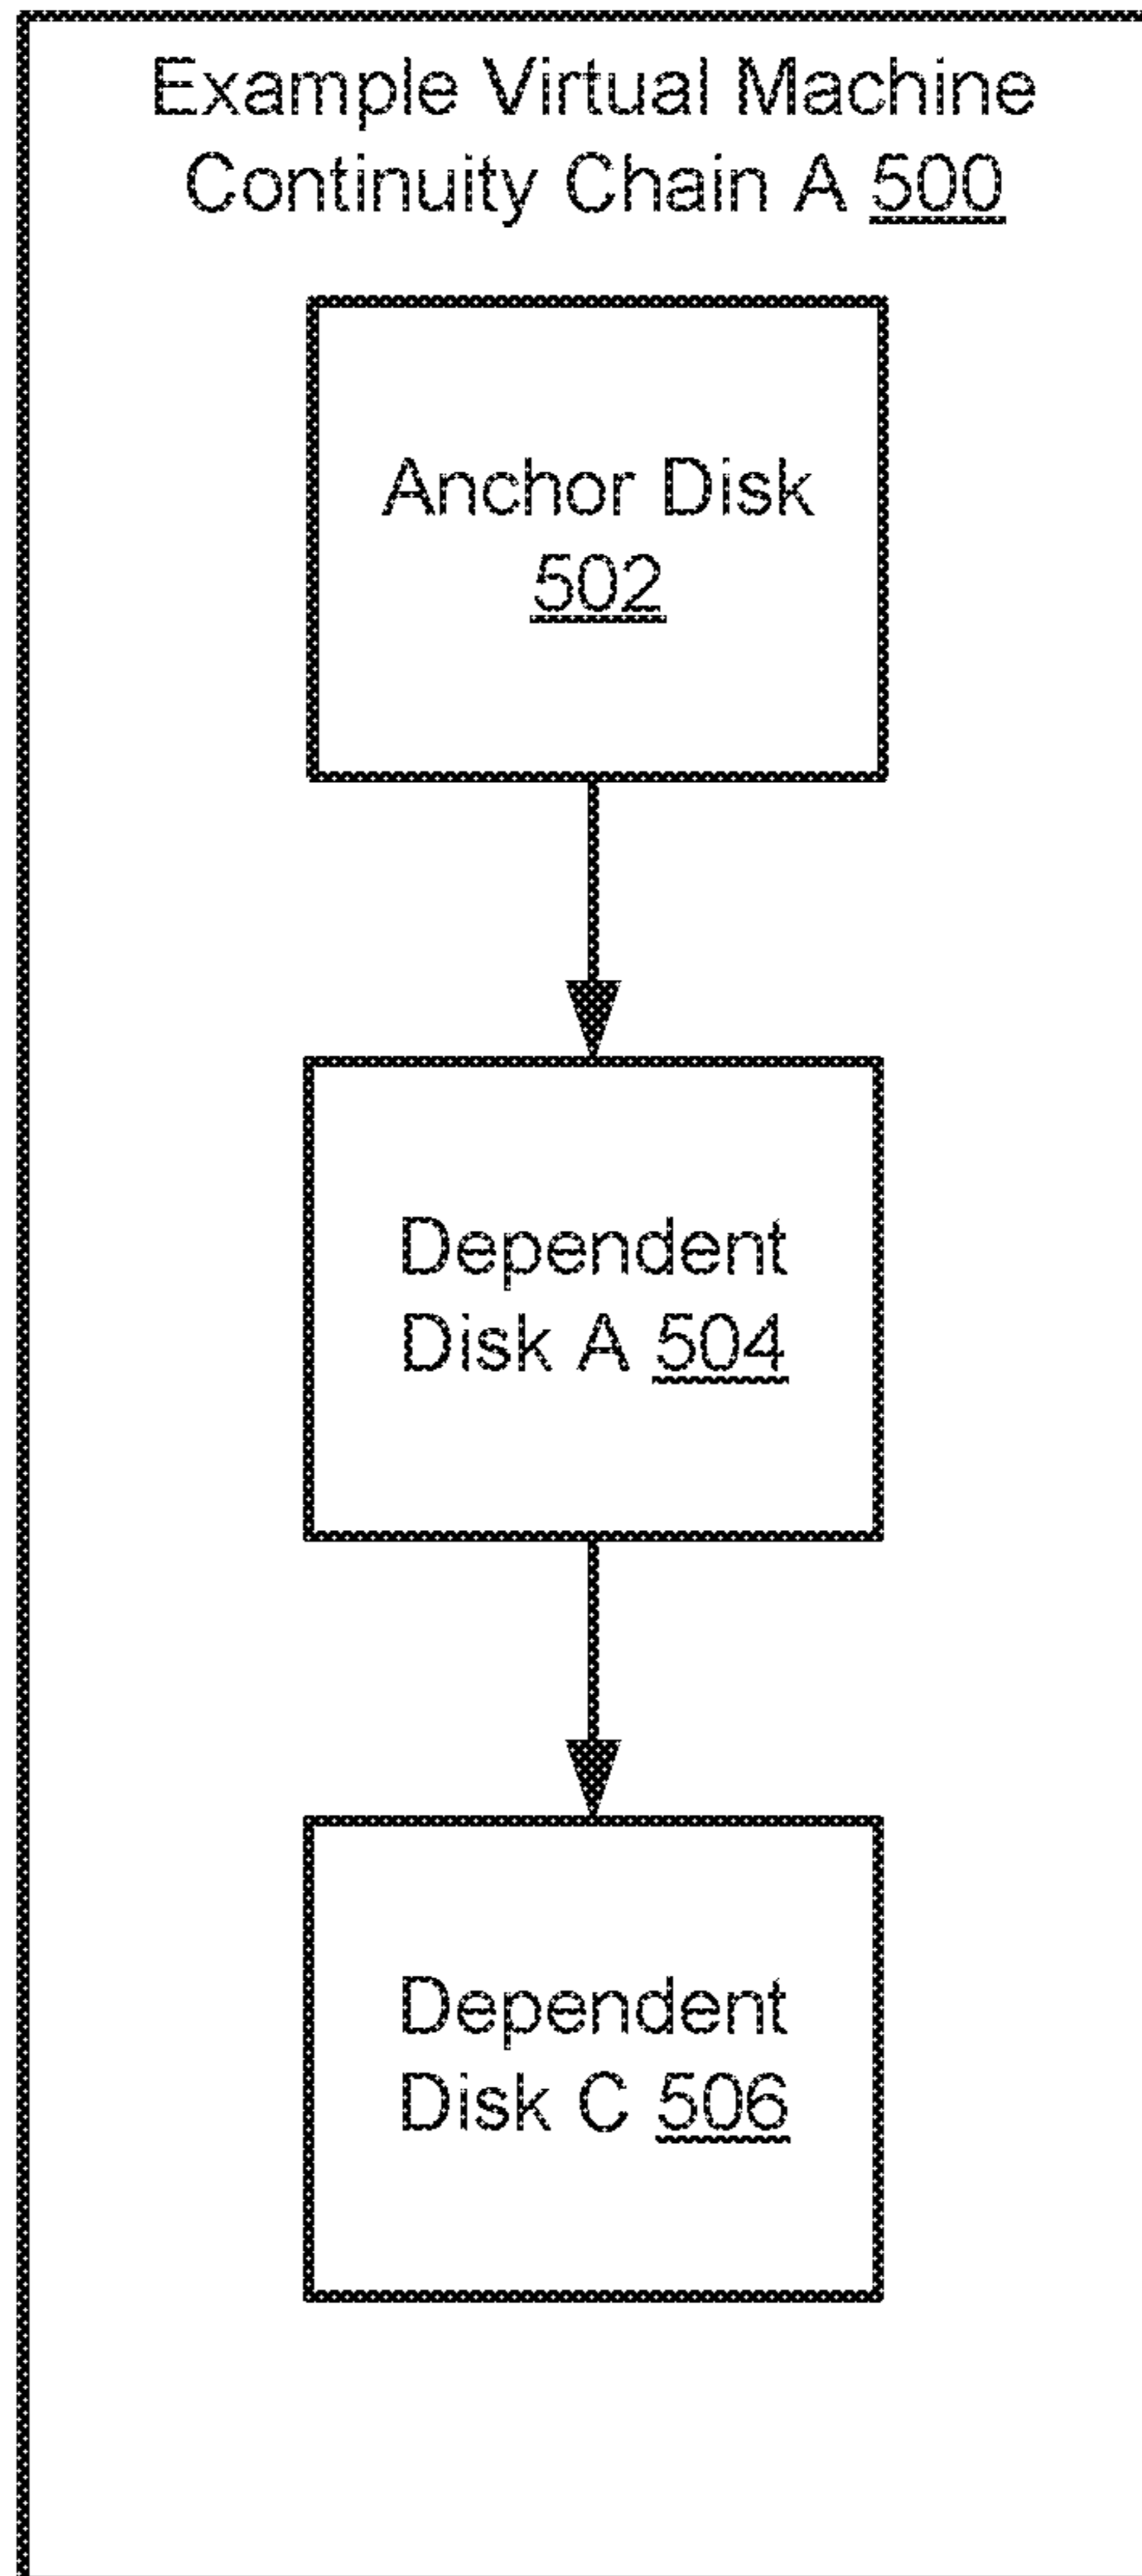 Example Virtual Machine
Continuity Chain A 500
Anchor Disk
502
Dependent
Disk A 504
Dependent
Disk C 506